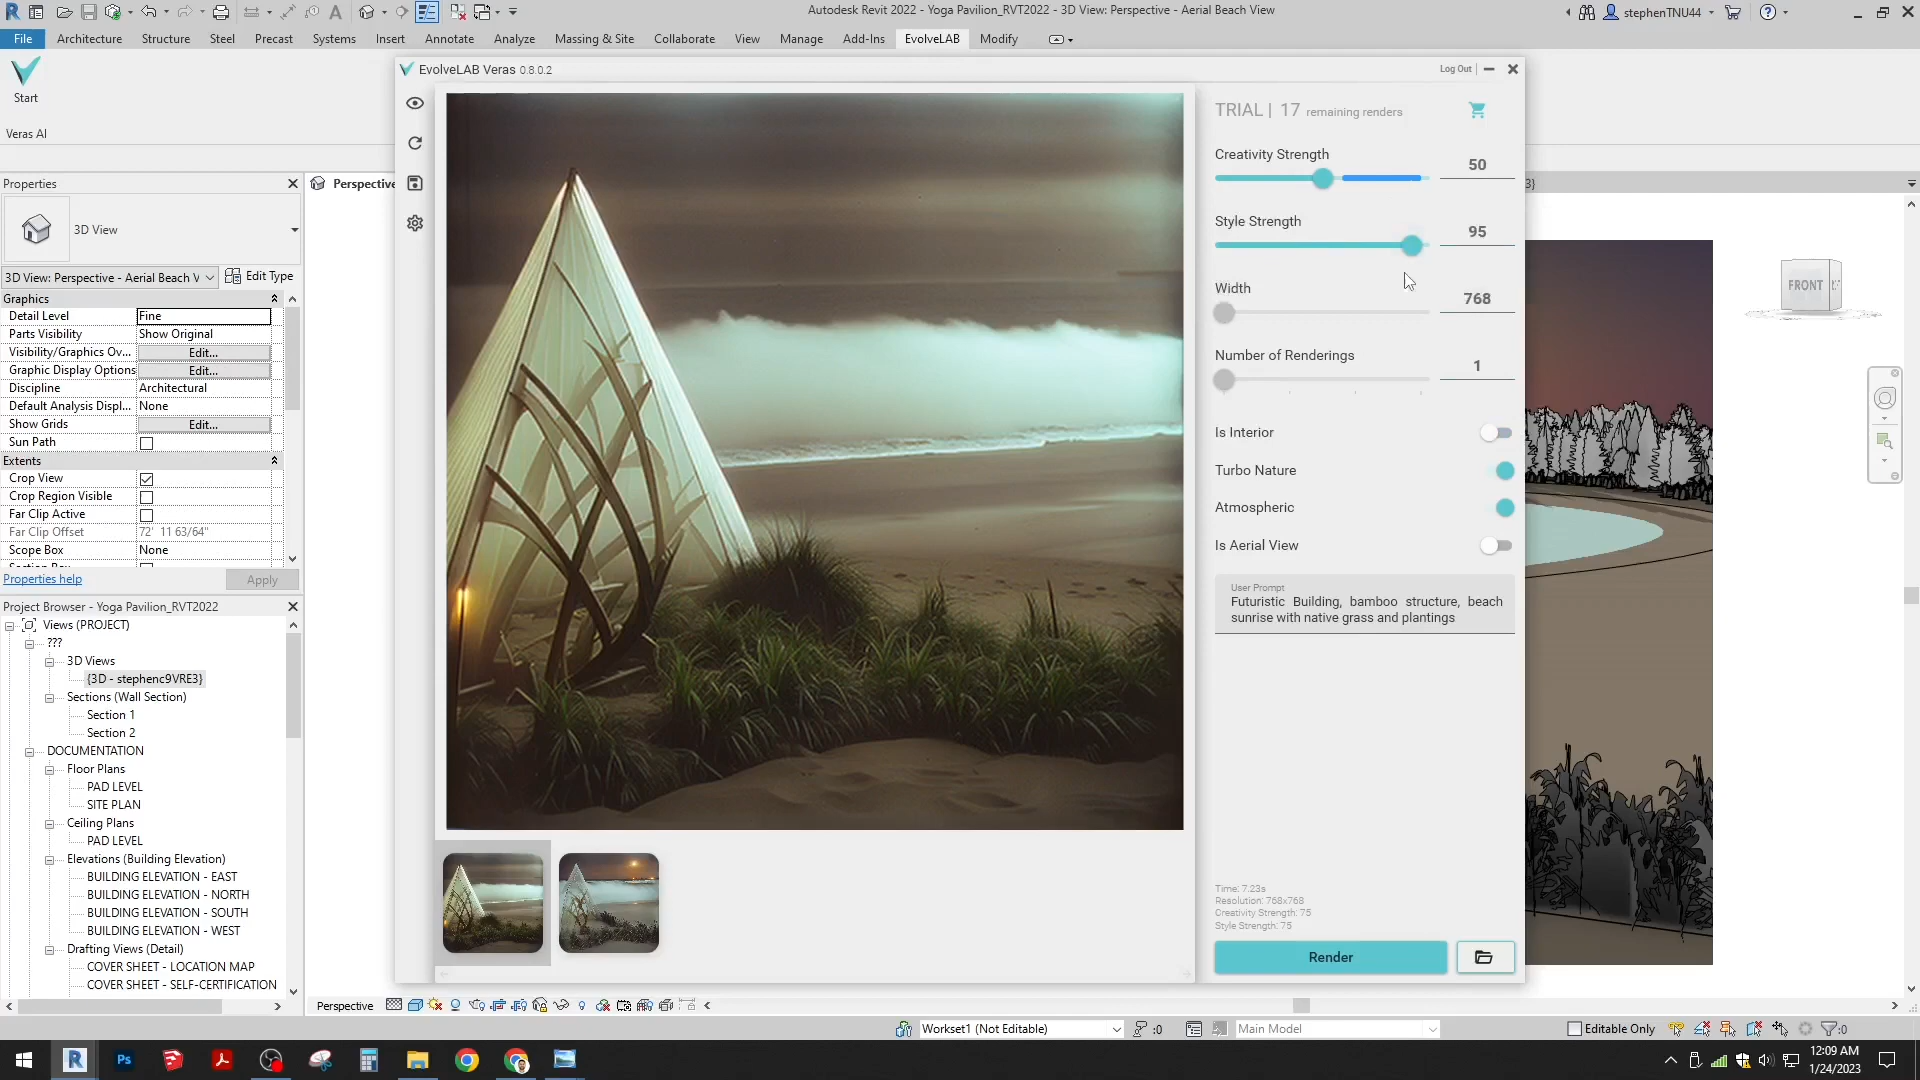 Autodesk Revit 2022 - Yoga Pavilion_RVT2022 - 3D View: Perspective - Aerial Beach View
stephenTNU44
File Architecture Structure Steel Precast Systems Insert Annotate Analyze Massing & Site Collaborate View Manage Add-Ins EvolveLAB Modify
Start
Veras AI
Properties
3D View
3D View: Perspective - Aerial Beach V
Edit Type
Graphics
Detail Level Fine
Parts Visibility Show Original
Visibility/Graphics Ov... Edit...
Graphic Display Options Edit...
Discipline Architectural
Default Analysis Displ... None
Show Grids Edit...
Sun Path
Extents
Crop View
Crop Region Visible
Far Clip Active
Far Clip Offset 72' 11 63/64"
Scope Box None
Properties help
Apply
Project Browser - Yoga Pavilion_RVT2022
Views (PROJECT)
???
3D Views
{3D - stephenc9VRE3}
Sections (Wall Section)
Section 1
Section 2
DOCUMENTATION
Floor Plans
PAD LEVEL
SITE PLAN
Ceiling Plans
PAD LEVEL
Elevations (Building Elevation)
BUILDING ELEVATION - EAST
BUILDING ELEVATION - NORTH
BUILDING ELEVATION - SOUTH
BUILDING ELEVATION - WEST
Drafting Views (Detail)
COVER SHEET - LOCATION MAP
COVER SHEET - SELF-CERTIFICATION
Perspective
EvolveLAB Veras 0.8.0.2
Log Out
TRIAL | 17 remaining renders
Creativity Strength
50
Style Strength
95
Width
768
Number of Renderings
1
Is Interior
Turbo Nature
Atmospheric
Is Aerial View
User Prompt
Futuristic Building, bamboo structure, beach
sunrise with native grass and plantings
Time: 7.23s
Resolution: 768x768
Creativity Strength: 75
Style Strength: 75
Render
3}
FRONT
Perspective
Workset1 (Not Editable)
:0
Main Model
Editable Only
:0
12:09 AM
1/24/2023